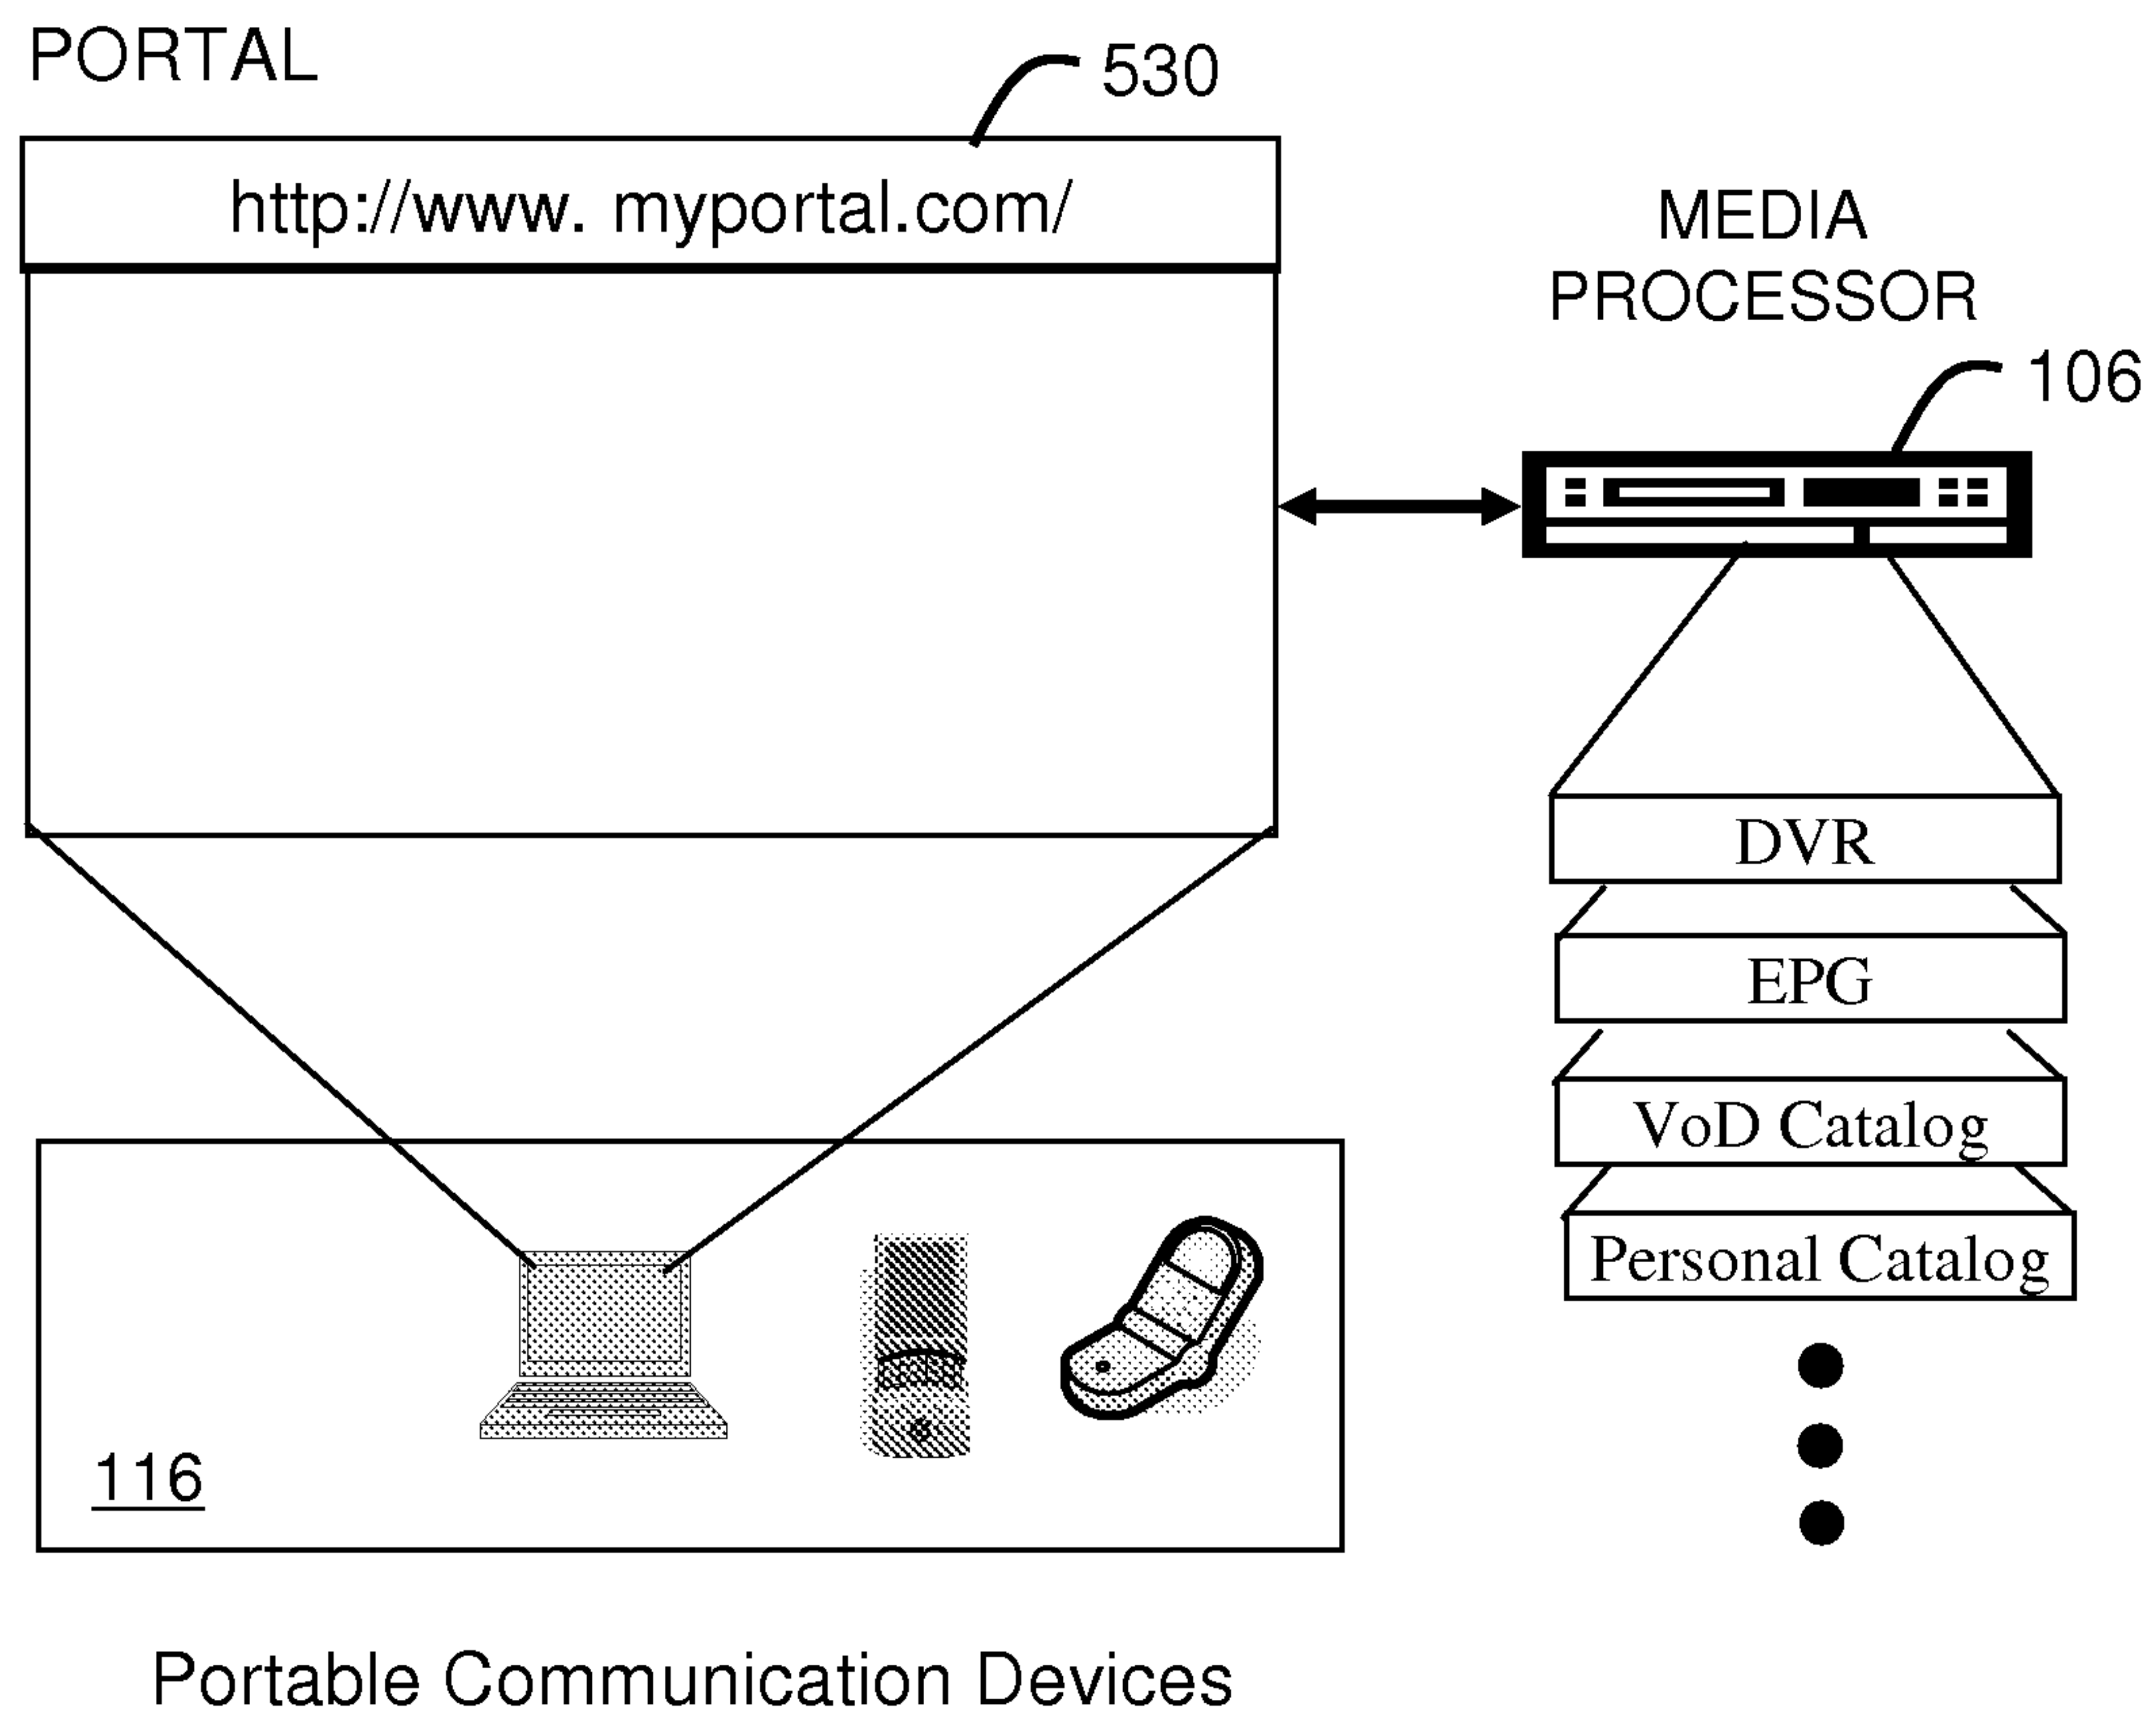 PORTAL
530
http://www. myportal.com/
MEDIA
PROCESSOR
106
DVR
EPG
VoD Catalog
Personal Catalog
116
Portable Communication Devices